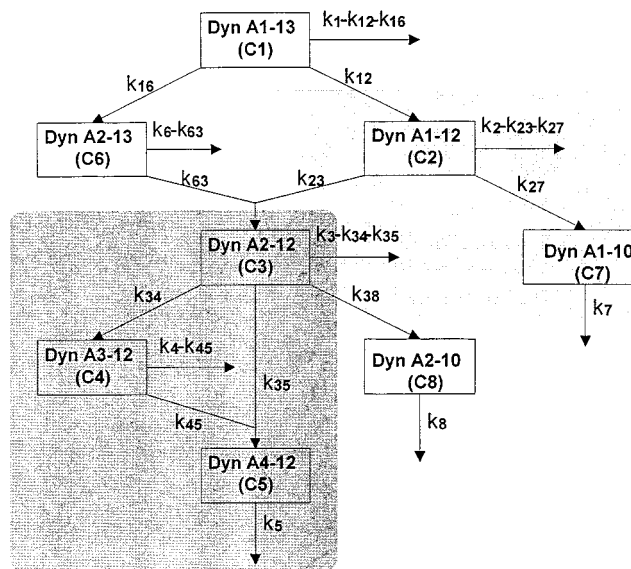 Dyn A1-13
(C1)
k1-k12-k16
k16
k12
Dyn A2-13
(C6)
k6-k63
Dyn A1-12
(C2)
k2-k23-k27
k63
k23
k27
Dyn A2-12
(C3)
k3-k34-k35
Dyn A1-10
(C7)
k34
k38
k7
Dyn A3-12
(C4)
k4-k45
k35
Dyn A2-10
(C8)
k45
k8
Dyn A4-12
(C5)
k5